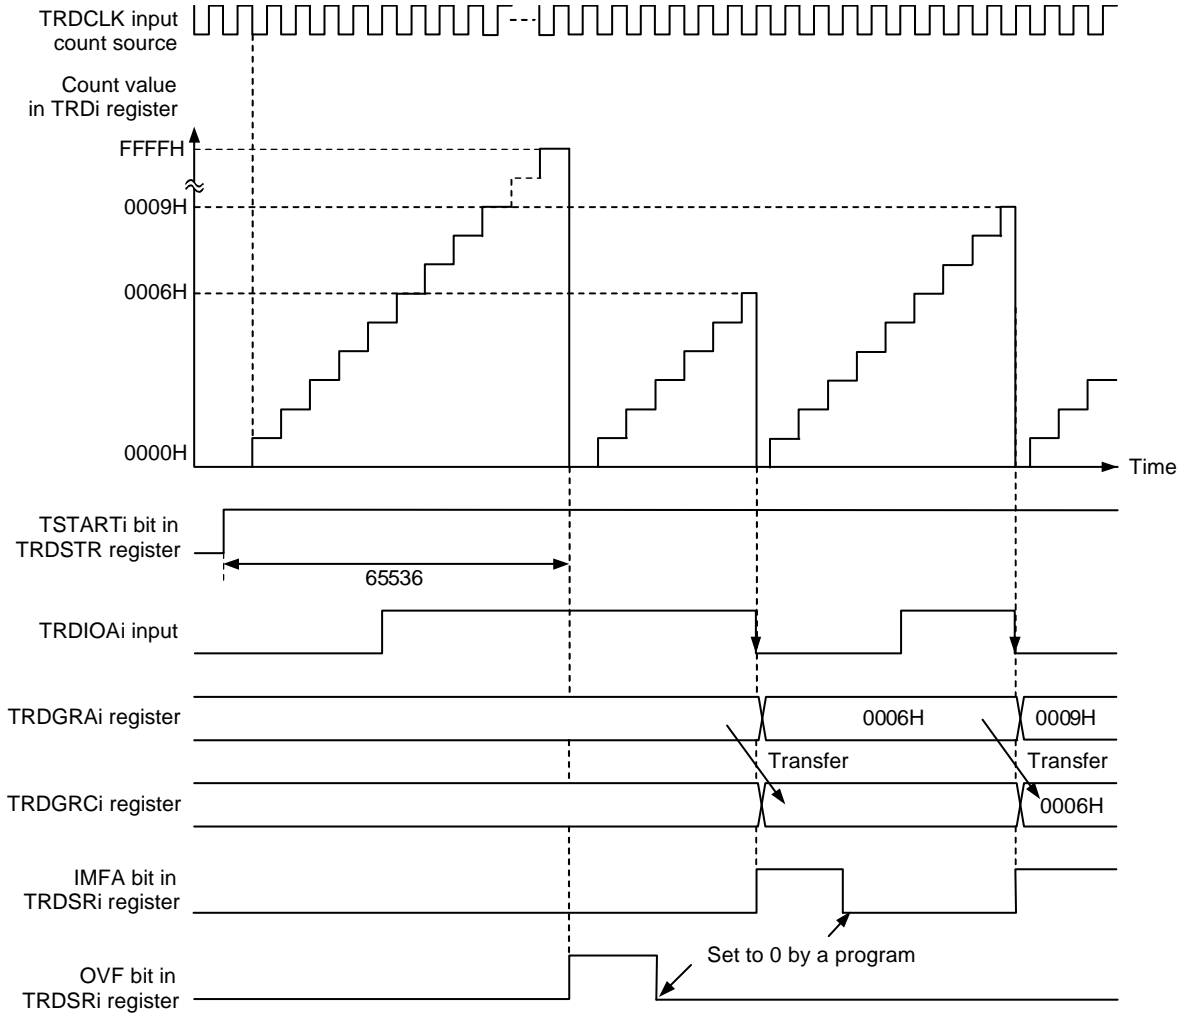 TRDCLK input
count source
Count value
in TRDi register
FFFFH
0009H
0006H
0000H
Time
TSTARTi bit in
TRDSTR register
65536
TRDIOAi input
TRDGRAi register
0006H
0009H
Transfer
Transfer
TRDGRCi register
0006H
IMFA bit in
TRDSRi register
Set to 0 by a program
OVF bit in
TRDSRi register